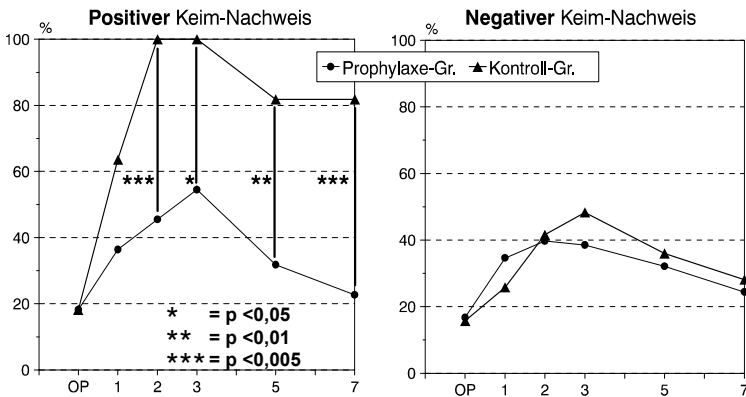 Positiver Keim-Nachweis
%
100
80
60
40
20
0
*** * ** ***
* = p <0,05
** = p <0,01
*** = p <0,005
OP 1 2 3 5 7
Negativer Keim-Nachweis
%
100
Prophylaxe-Gr. Kontroll-Gr.
80
60
40
20
0
OP 1 2 3 5 7